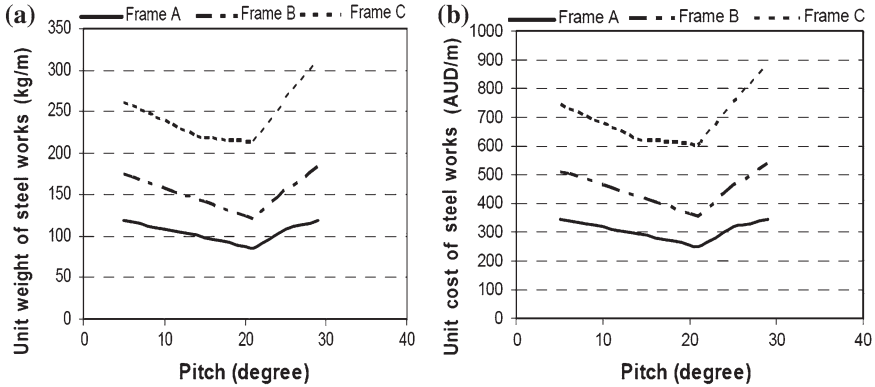 (a)
Frame A Frame B Frame C
Unit weight of steel works (kg/m)
350
300
250
200
150
100
50
0
0 10 20 30 40
Pitch (degree)
(b)
Frame A Frame B Frame C
Unit cost of steel works (AUD/m)
1000
900
800
700
600
500
400
300
200
100
0
0 10 20 30 40
Pitch (degree)